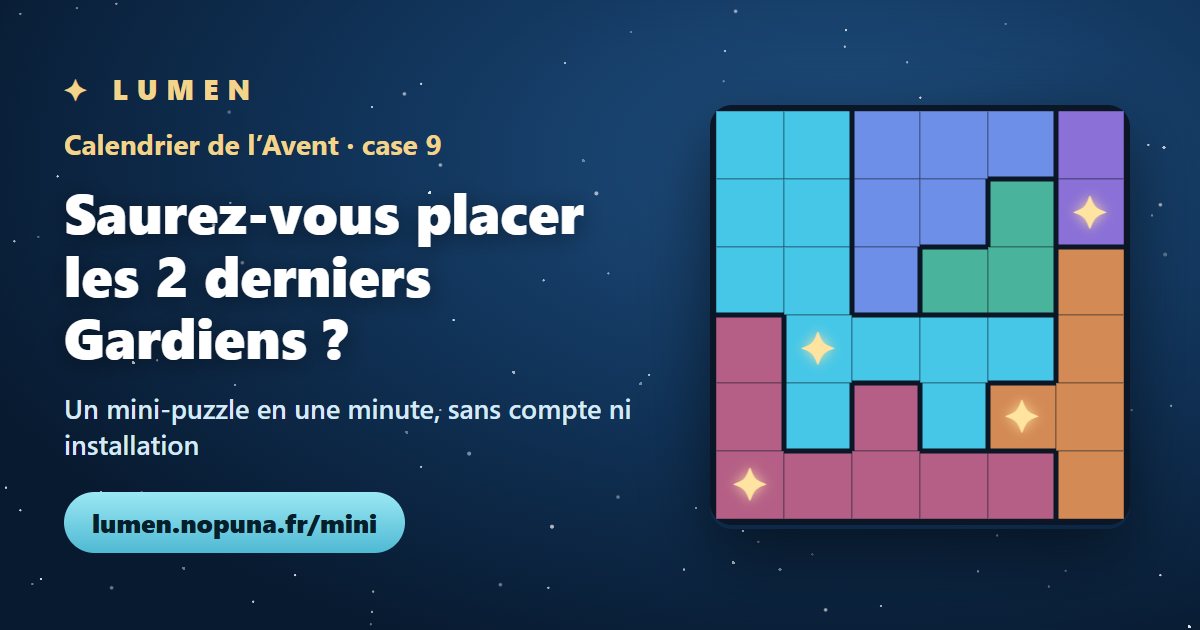 LUMEN
Calendrier de l’Avent · case 9
Saurez-vous placer
les 2 derniers
Gardiens ?
Un mini-puzzle en une minute, sans compte ni
installation
lumen.nopuna.fr/mini